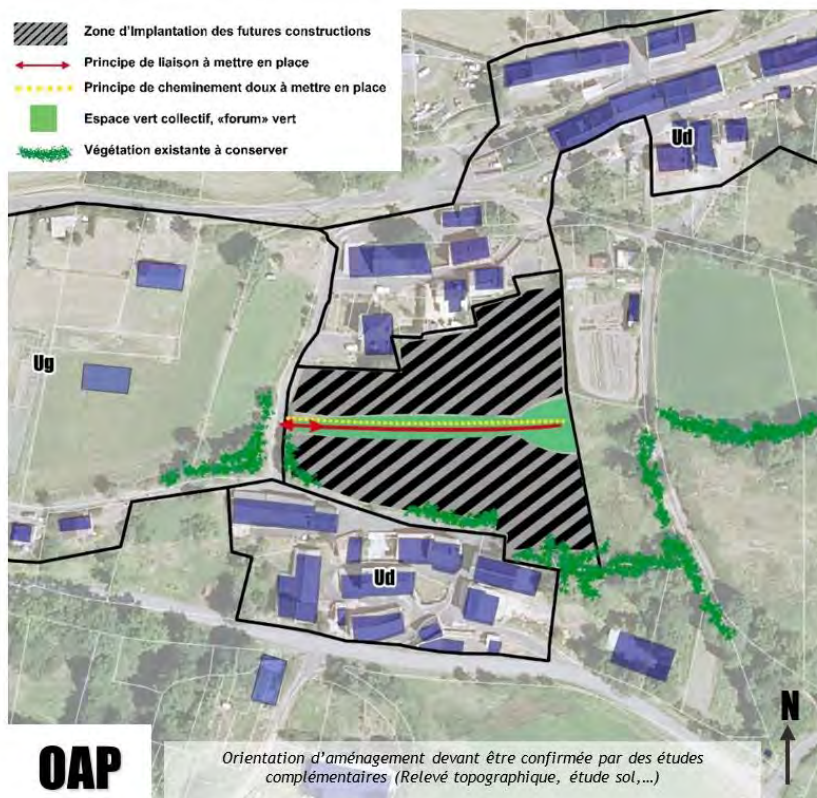 Zone d'Implantation des futures constructions
Principe de liaison à mettre en place
Principe de cheminement doux à mettre en place
Espace vert collectif, «forum» vert
Végétation existante à conserver
Ud
Ug
Ud
N
OAP
Orientation d'aménagement devant être confirmée par des études
complémentaires (Relevé topographique, étude sol,...)